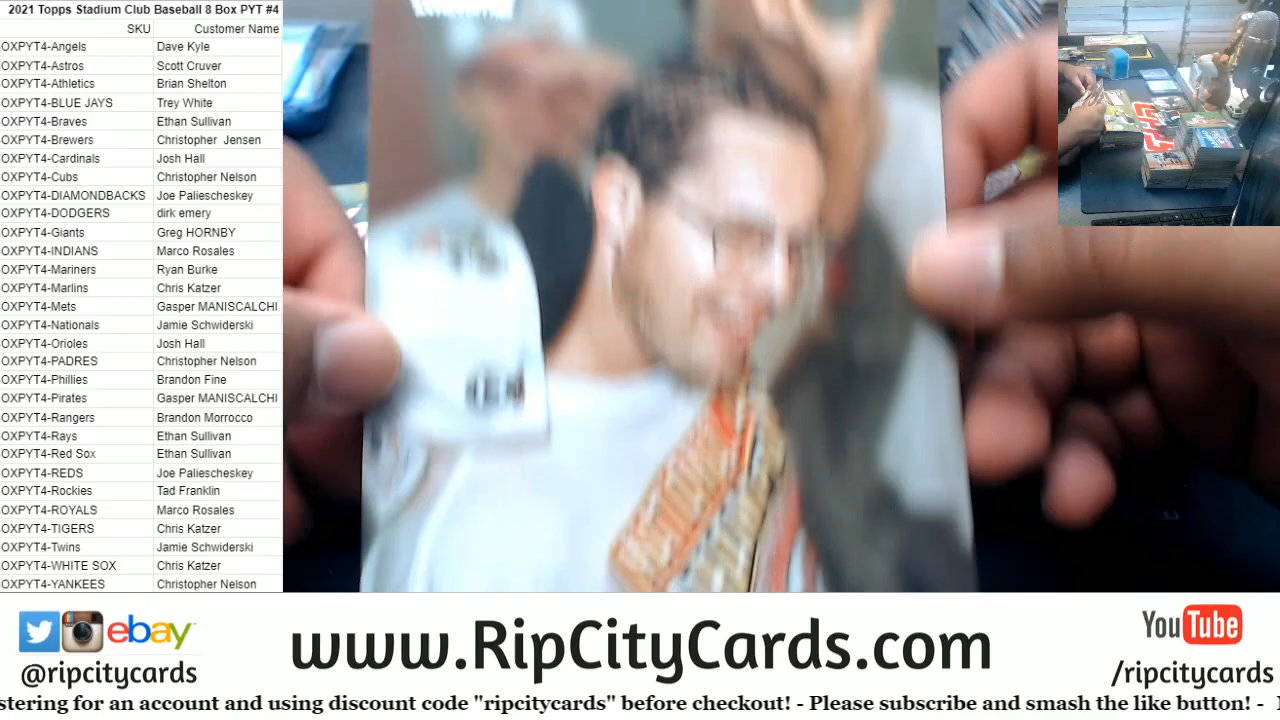 2021 Topps Stadium Club Baseball 8 Box PYT #4
SKU Customer Name
OXPYT4-Angels Dave Kyle
OXPYT4-Astros Scott Cruver
OXPYT4-Athletics Brian Shelton
OXPYT4-BLUE JAYS Trey White
OXPYT4-Braves Ethan Sullivan
OXPYT4-Brewers Christopher Jensen
OXPYT4-Cardinals Josh Hall
OXPYT4-Cubs Christopher Nelson
OXPYT4-DIAMONDBACKS Joe Paliescheskey
OXPYT4-DODGERS dirk emery
OXPYT4-Giants Greg HORNBY
OXPYT4-INDIANS Marco Rosales
OXPYT4-Mariners Ryan Burke
OXPYT4-Marlins Chris Katzer
OXPYT4-Mets Gasper MANISCALCHI
OXPYT4-Nationals Jamie Schwiderski
OXPYT4-Orioles Josh Hall
OXPYT4-PADRES Christopher Nelson
OXPYT4-Phillies Brandon Fine
OXPYT4-Pirates Gasper MANISCALCHI
OXPYT4-Rangers Brandon Morrocco
OXPYT4-Rays Ethan Sullivan
OXPYT4-Red Sox Ethan Sullivan
OXPYT4-REDS Joe Paliescheskey
OXPYT4-Rockies Tad Franklin
OXPYT4-ROYALS Marco Rosales
OXPYT4-TIGERS Chris Katzer
OXPYT4-Twins Jamie Schwiderski
OXPYT4-WHITE SOX Chris Katzer
OXPYT4-YANKEES Christopher Nelson
ebay
@ripcitycards
www.RipCityCards.com
YouTube
/ripcitycards
stering for an account and using discount code "ripcitycards" before checkout! - Please subscribe and smash the like button! -